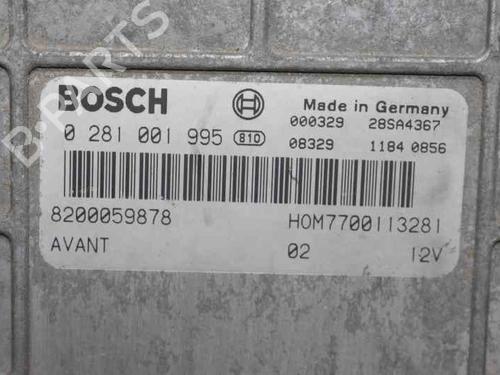 BOSCH
Made in Germany
0 281 001 995 810
000329 28SA4367
08329 1184 0856
8200059878 HOM7700113281
AVANT 02 12V
B-PARTS